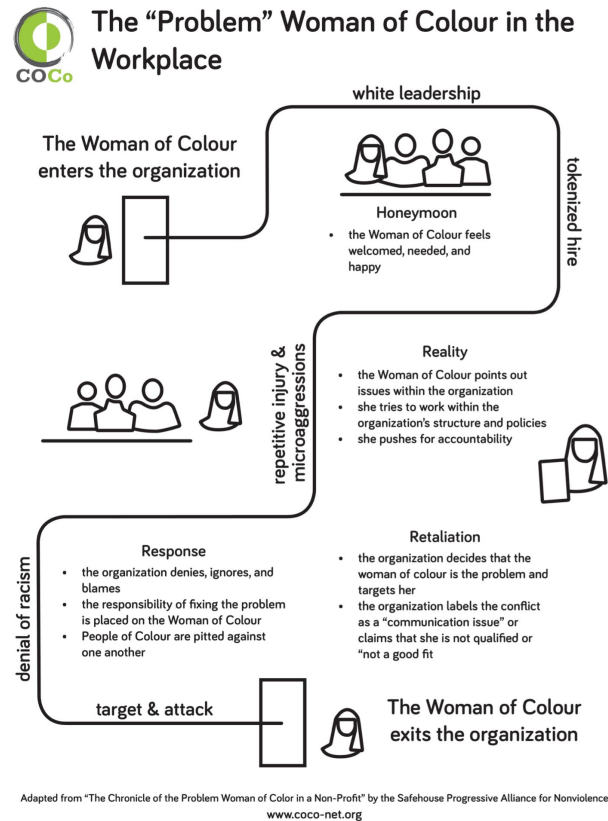 The “Problem” Woman of Colour in the
Workplace
COCo
white leadership
The Woman of Colour
enters the organization
tokenized hire
Honeymoon
• the Woman of Colour feels
welcomed, needed, and
happy
repetitive injury &
microaggressions
Reality
• the Woman of Colour points out
issues within the organization
• she tries to work within the
organization’s structure and policies
• she pushes for accountability
denial of racism
Response
• the organization denies, ignores, and
blames
• the responsibility of fixing the problem
is placed on the Woman of Colour
• People of Colour are pitted against
one another
Retaliation
• the organization decides that the
woman of colour is the problem and
targets her
• the organization labels the conflict
as a “communication issue” or
claims that she is not qualified or
“not a good fit
target & attack
The Woman of Colour
exits the organization
Adapted from “The Chronicle of the Problem Woman of Color in a Non-Profit” by the Safehouse Progressive Alliance for Nonviolence
www.coco-net.org